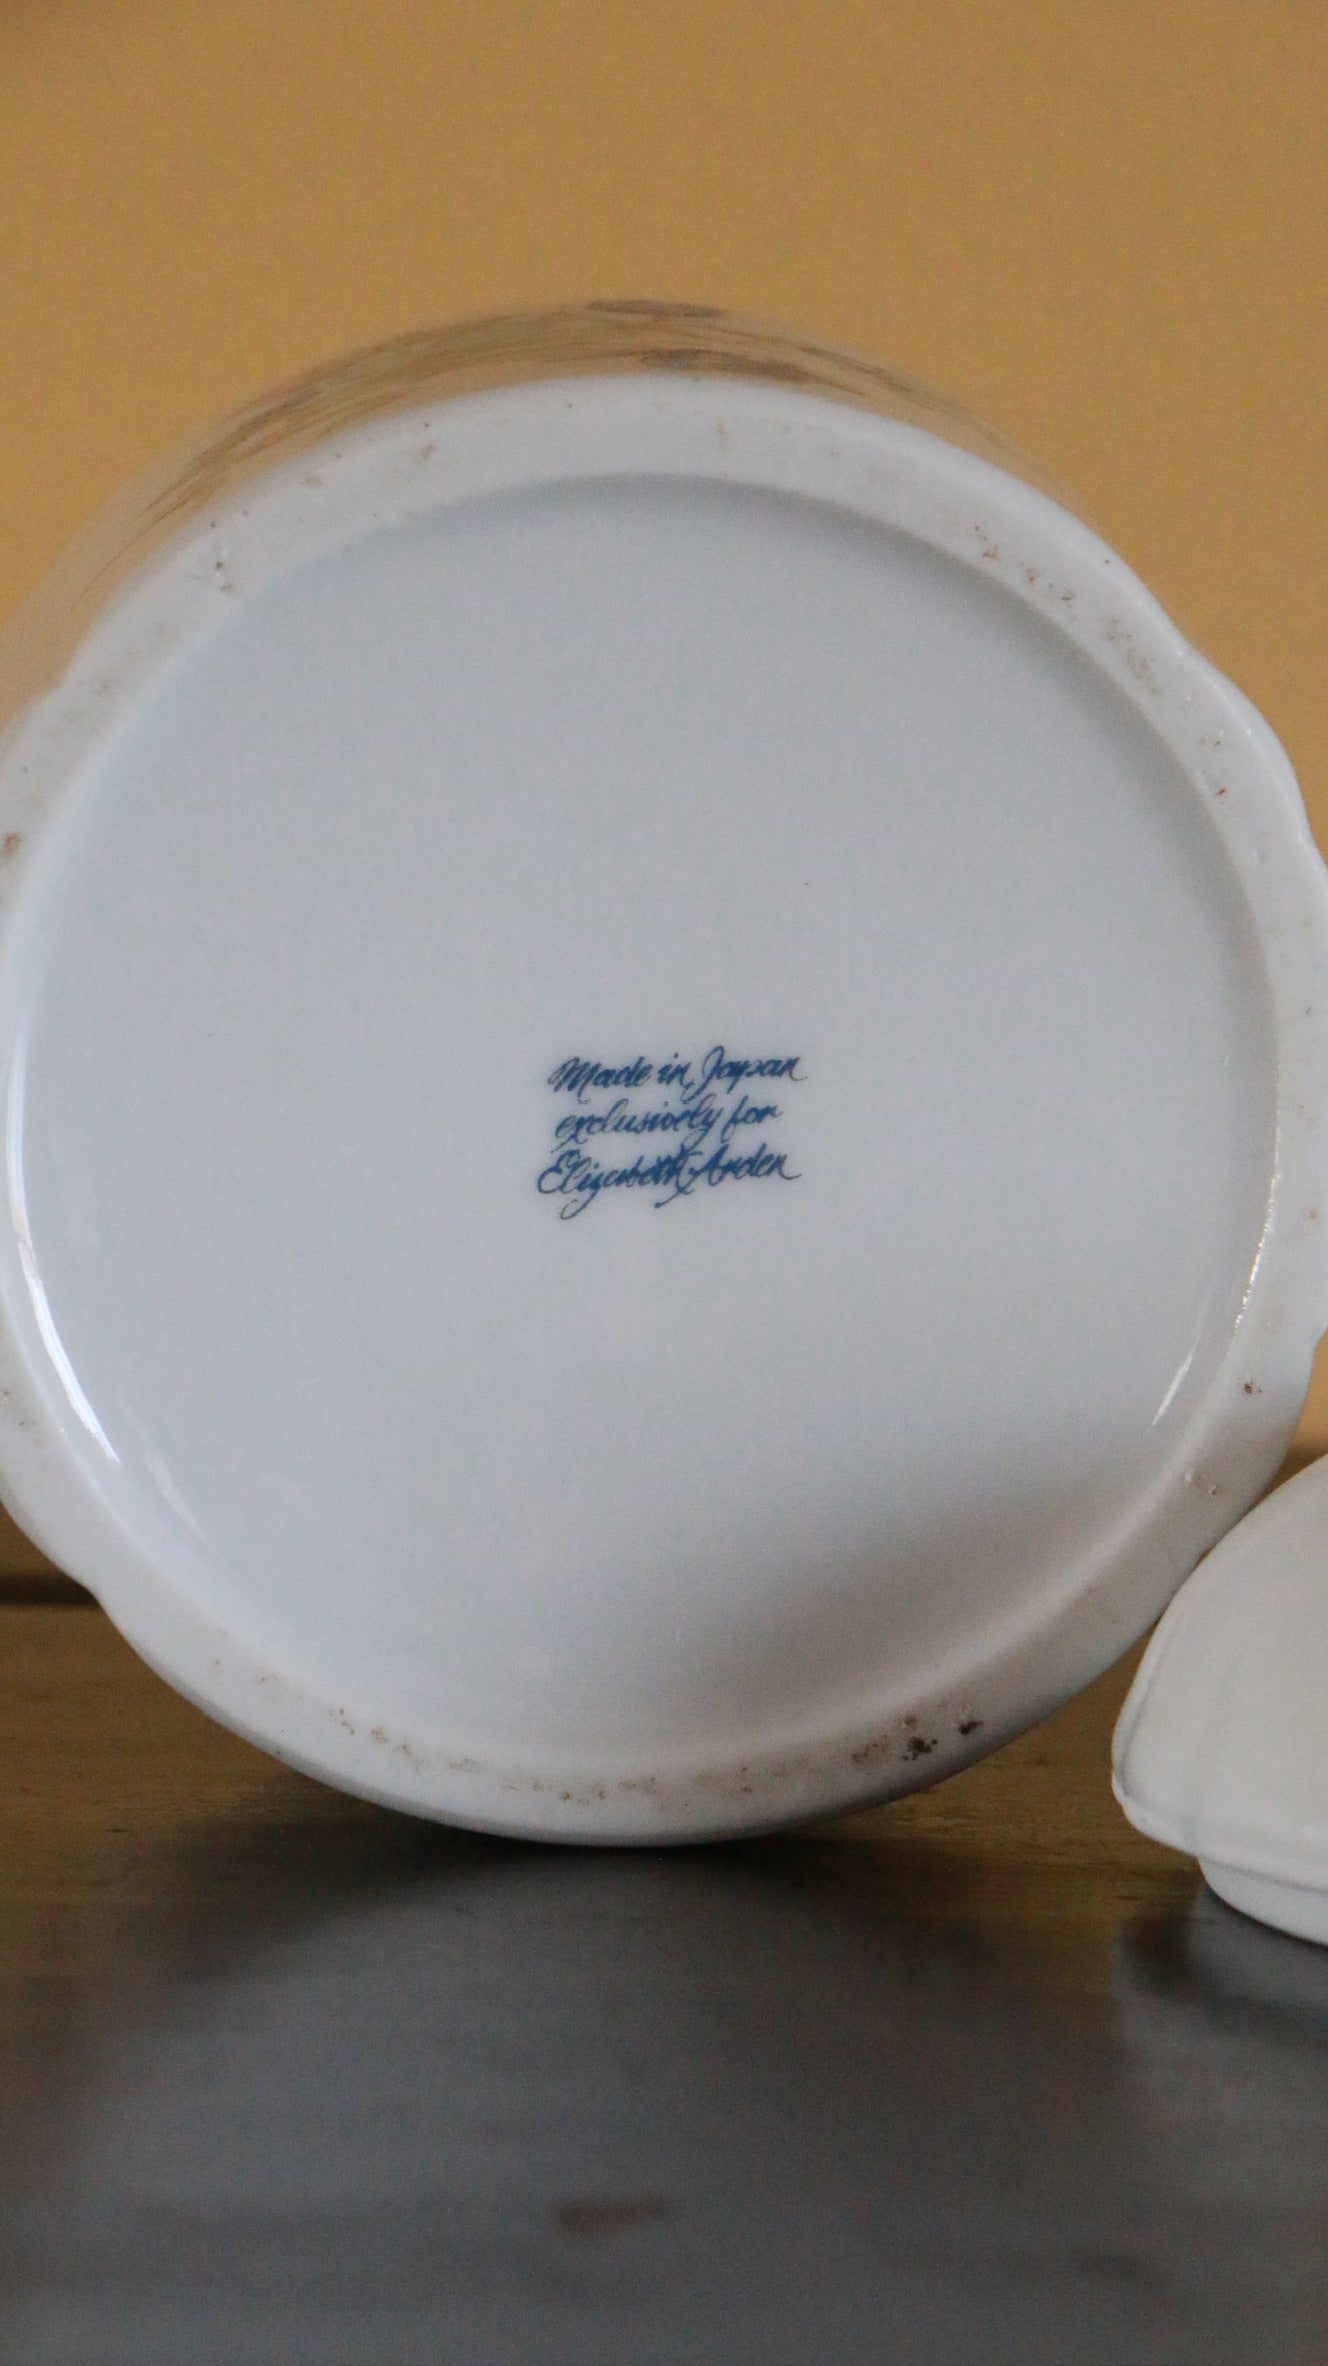 Made in Japan
exclusively for
Elizabeth Arden